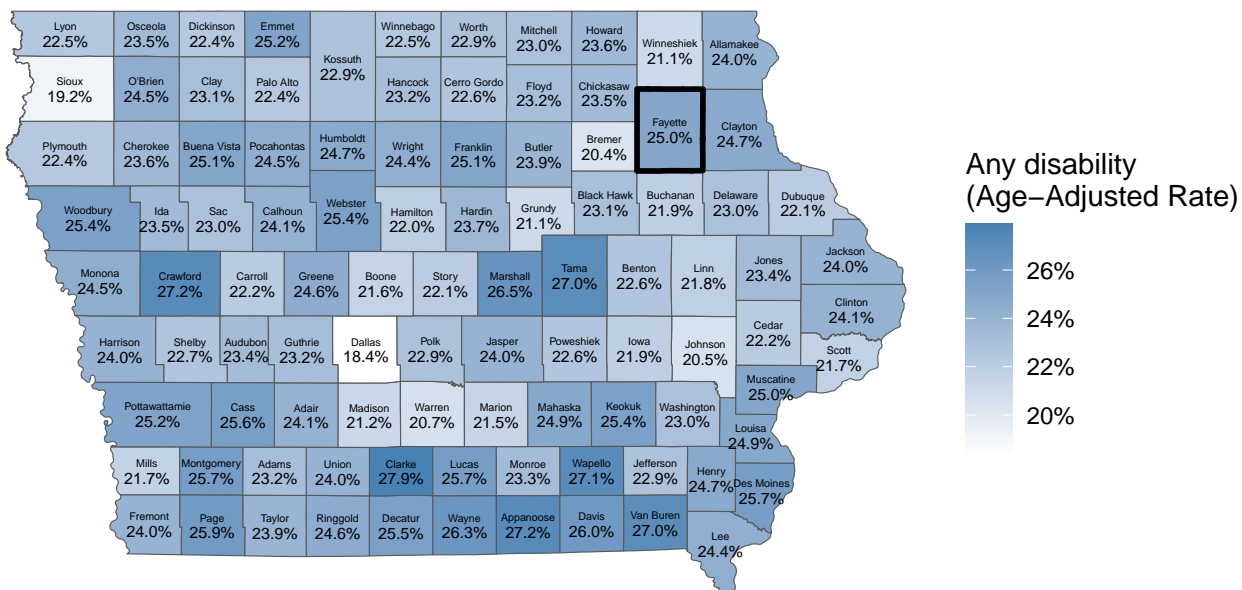 Lyon
22.5%
Osceola
23.5%
Dickinson
22.4%
Emmet
25.2%
Winnebago
22.5%
Worth
22.9%
Mitchell
23.0%
Howard
23.6%
Winneshiek
21.1%
Allamakee
24.0%
Kossuth
22.9%
Sioux
19.2%
O'Brien
24.5%
Clay
23.1%
Palo Alto
22.4%
Hancock
23.2%
Cerro Gordo
22.6%
Floyd
23.2%
Chickasaw
23.5%
Fayette
25.0%
Clayton
24.7%
Plymouth
22.4%
Cherokee
23.6%
Buena Vista
25.1%
Pocahontas
24.5%
Humboldt
24.7%
Wright
24.4%
Franklin
25.1%
Butler
23.9%
Bremer
20.4%
Any disability
(Age−Adjusted Rate)
26%
24%
22%
20%
Woodbury
25.4%
Ida
23.5%
Sac
23.0%
Calhoun
24.1%
Webster
25.4%
Hamilton
22.0%
Hardin
23.7%
Grundy
21.1%
Black Hawk
23.1%
Buchanan
21.9%
Delaware
23.0%
Dubuque
22.1%
Monona
24.5%
Crawford
27.2%
Carroll
22.2%
Greene
24.6%
Boone
21.6%
Story
22.1%
Marshall
26.5%
Tama
27.0%
Benton
22.6%
Linn
21.8%
Jones
23.4%
Jackson
24.0%
Clinton
24.1%
Harrison
24.0%
Shelby
22.7%
Audubon
23.4%
Guthrie
23.2%
Dallas
18.4%
Polk
22.9%
Jasper
24.0%
Poweshiek
22.6%
Iowa
21.9%
Johnson
20.5%
Cedar
22.2%
Scott
21.7%
Muscatine
25.0%
Pottawattamie
25.2%
Cass
25.6%
Adair
24.1%
Madison
21.2%
Warren
20.7%
Marion
21.5%
Mahaska
24.9%
Keokuk
25.4%
Washington
23.0%
Louisa
24.9%
Mills
21.7%
Montgomery
25.7%
Adams
23.2%
Union
24.0%
Clarke
27.9%
Lucas
25.7%
Monroe
23.3%
Wapello
27.1%
Jefferson
22.9%
Henry
24.7%
Des Moines
25.7%
Fremont
24.0%
Page
25.9%
Taylor
23.9%
Ringgold
24.6%
Decatur
25.5%
Wayne
26.3%
Appanoose
27.2%
Davis
26.0%
Van Buren
27.0%
Lee
24.4%